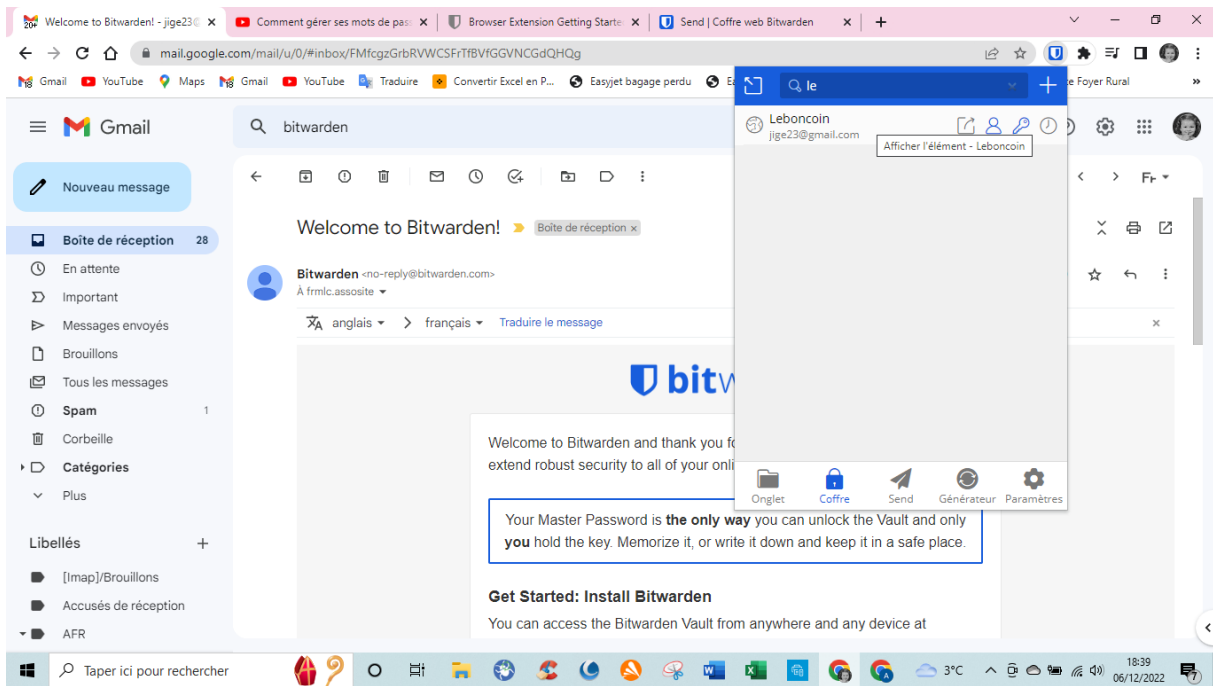 Welcome to Bitwarden! - jige23
Comment gérer ses mots de pass
Browser Extension Getting Starte
Send | Coffre web Bitwarden
mail.google.com/mail/u/0/#inbox/FMfcgzGrbRVWCSFrTfBVfGGVNCGdQHQg
Gmail YouTube Maps Gmail YouTube Traduire Convertir Excel en P... Easyjet bagage perdu
e Foyer Rural
le
Leboncoin
jige23@gmail.com
Afficher l'élément - Leboncoin
Gmail
bitwarden
Nouveau message
Fr
Welcome to Bitwarden!
Boîte de réception x
Boîte de réception 28
En attente
Important
Messages envoyés
Brouillons
Tous les messages
Spam 1
Corbeille
Catégories
Plus
Libellés
[Imap]/Brouillons
Accusés de réception
AFR
Bitwarden <no-reply@bitwarden.com>
À frmlc.assosite
anglais > français Traduire le message
bitw
Welcome to Bitwarden and thank you fo
extend robust security to all of your onli
Onglet Coffre Send Générateur Paramètres
Your Master Password is the only way you can unlock the Vault and only
you hold the key. Memorize it, or write it down and keep it in a safe place.
Get Started: Install Bitwarden
You can access the Bitwarden Vault from anywhere and any device at
Taper ici pour rechercher
3°C
18:39
06/12/2022